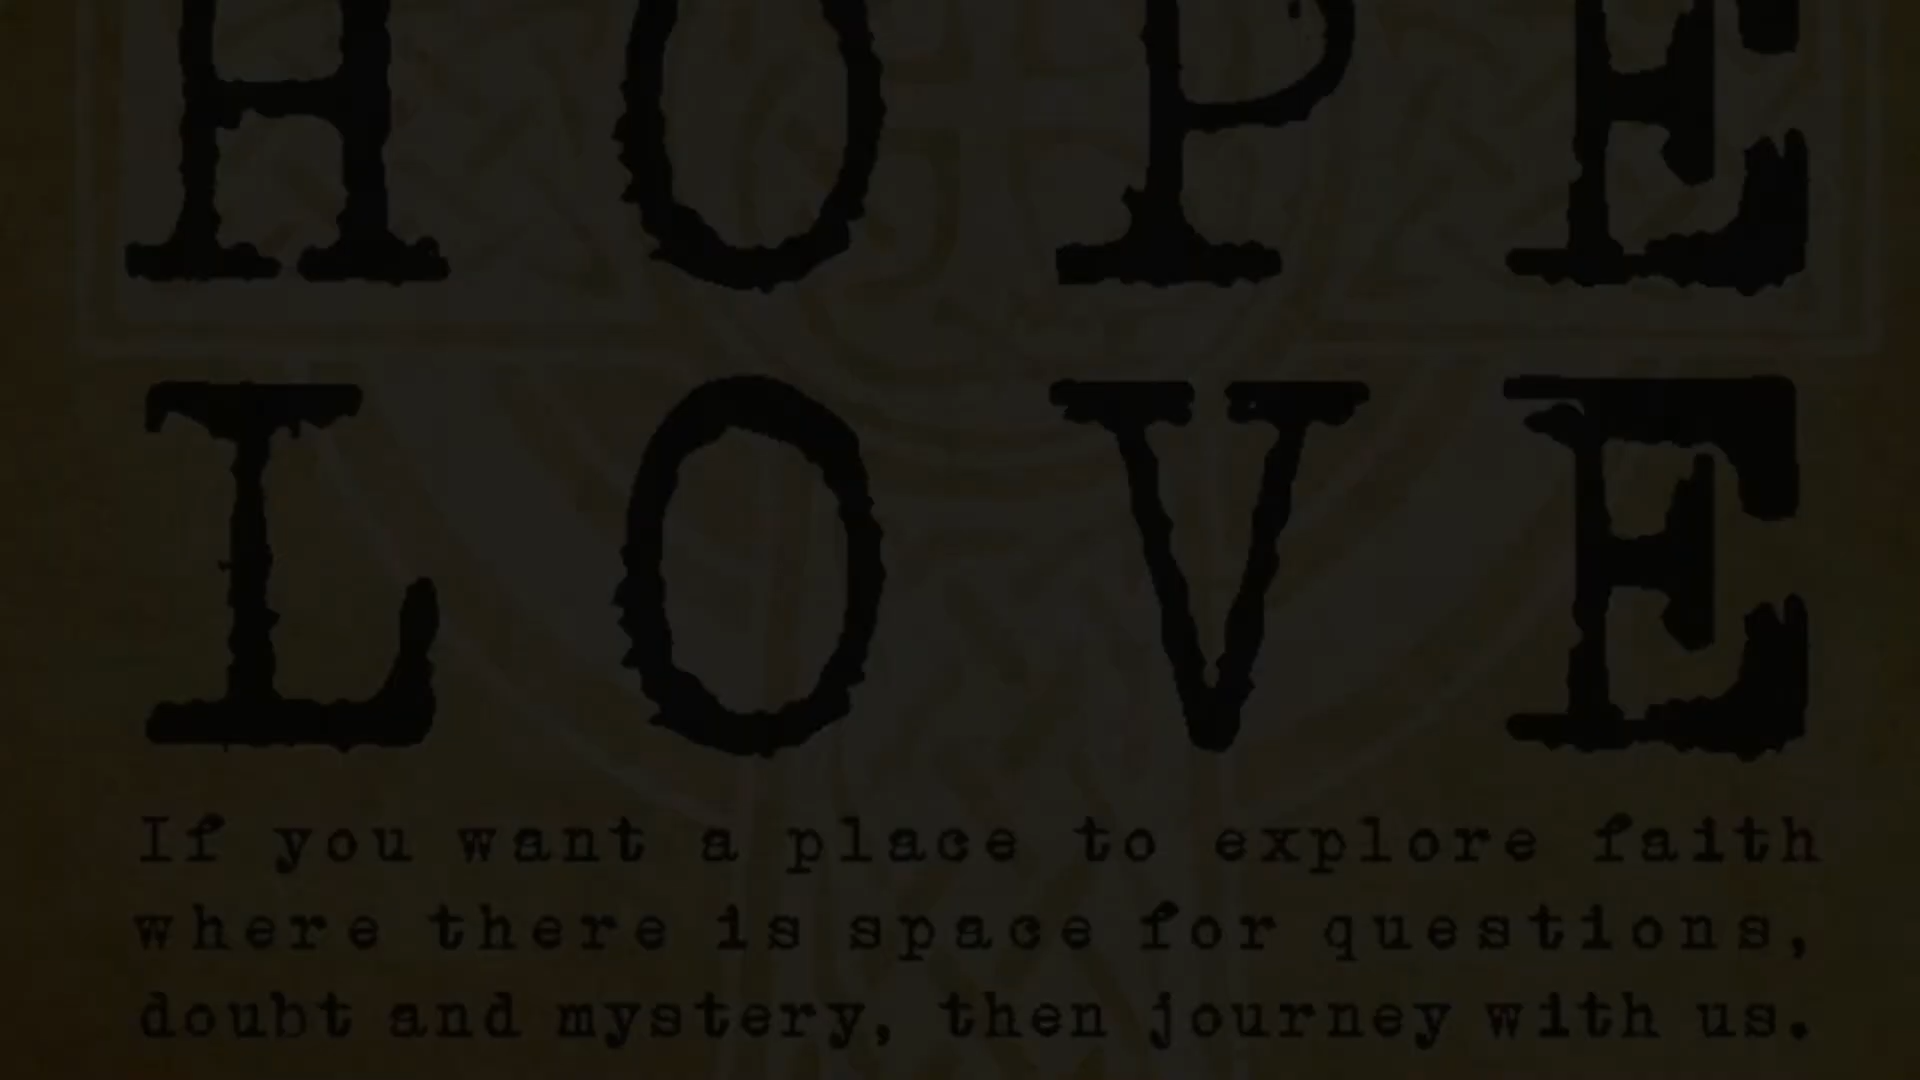 HOPE
LOVE
If you want a place to explore faith
where there is space for questions,
doubt and mystery, then journey with us.